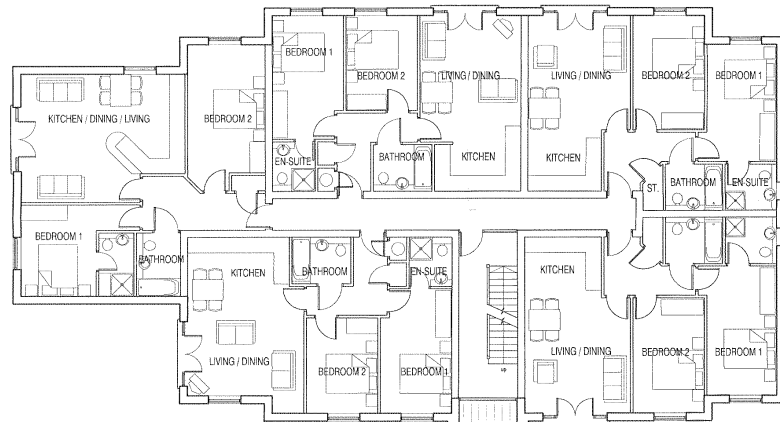 BEDROOM 1
BEDROOM 2
LIVING / DINING
LIVING / DINING
BEDROOM 2
BEDROOM 1
KITCHEN / DINING / LIVING
BEDROOM 2
EN-SUITE
BATHROOM
KITCHEN
KITCHEN
ST.
BATHROOM
EN-SUITE
BEDROOM 1
BATHROOM
KITCHEN
BATHROOM
EN-SUITE
KITCHEN
LIVING / DINING
BEDROOM 2
BEDROOM 1
UP
LIVING / DINING
BEDROOM 2
BEDROOM 1